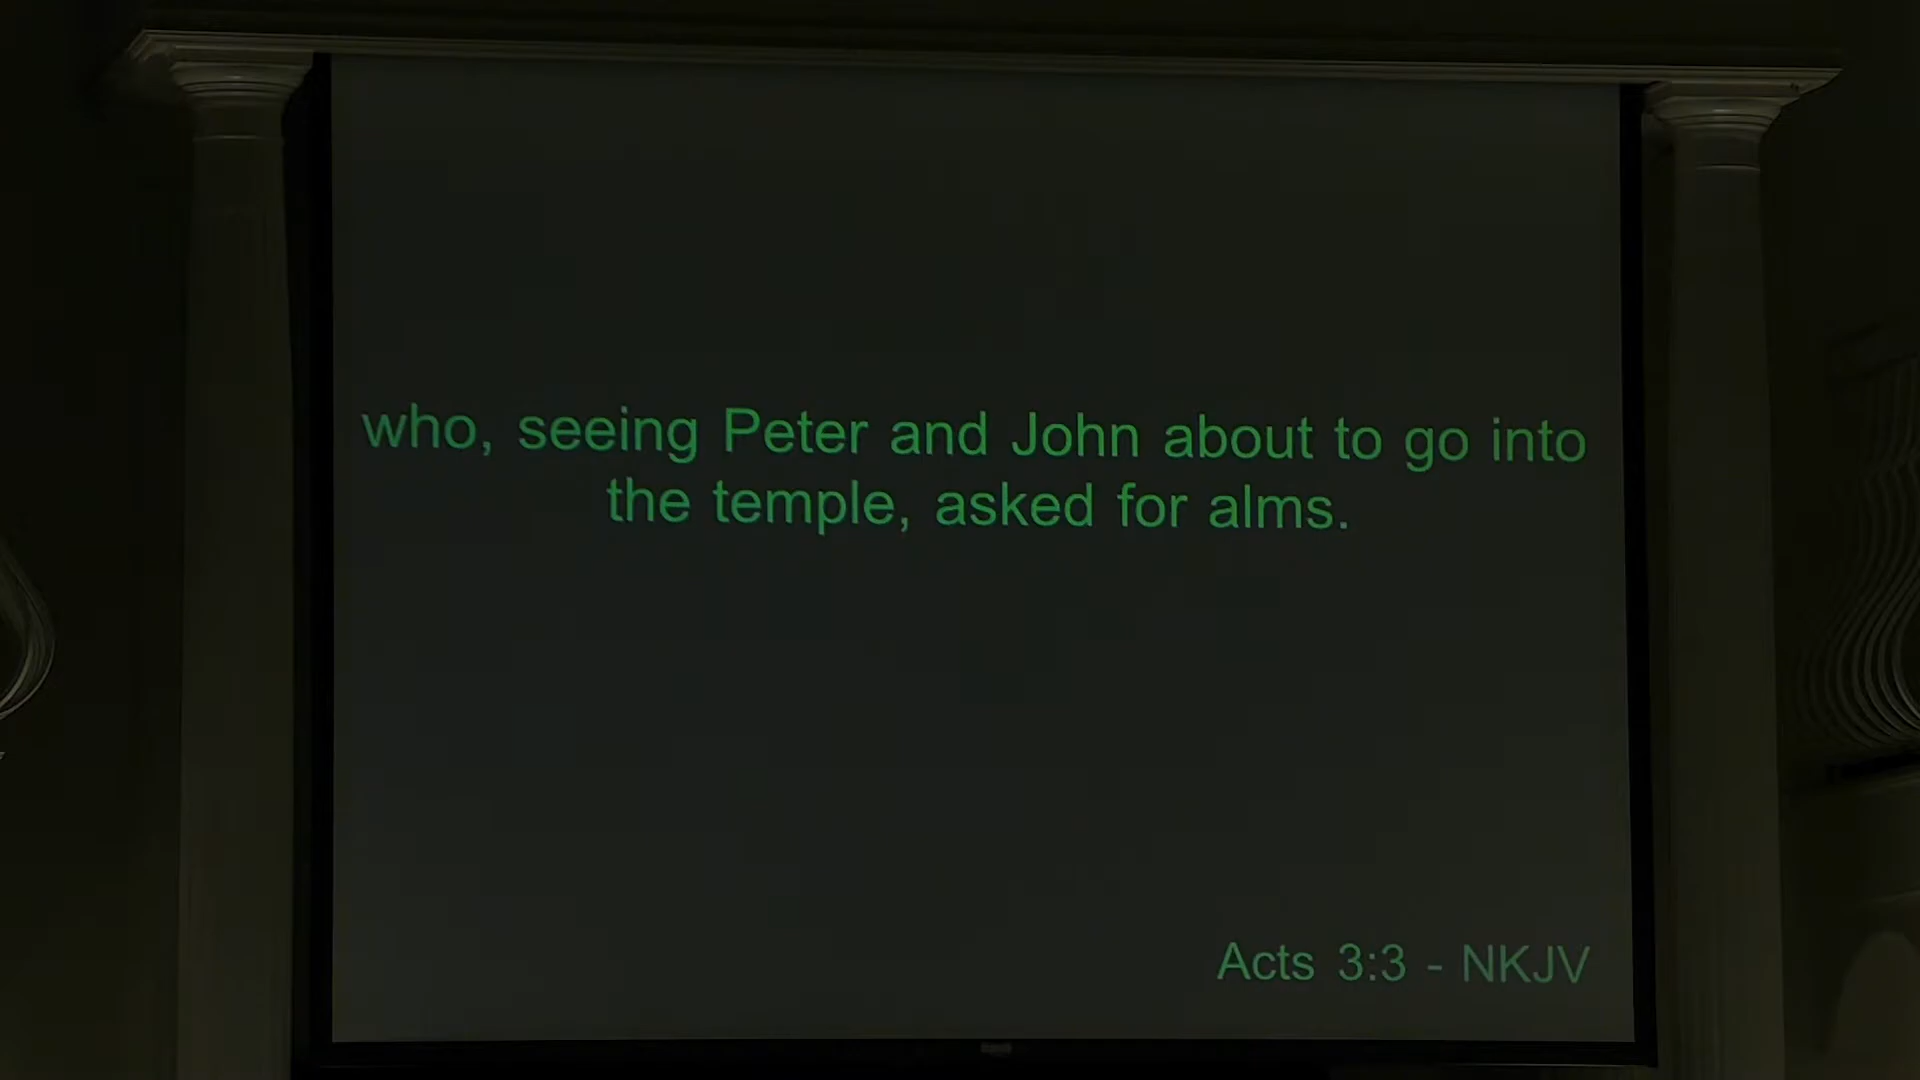 who, seeing Peter and John about to go into
the temple, asked for alms.
Acts 3:3 - NKJV